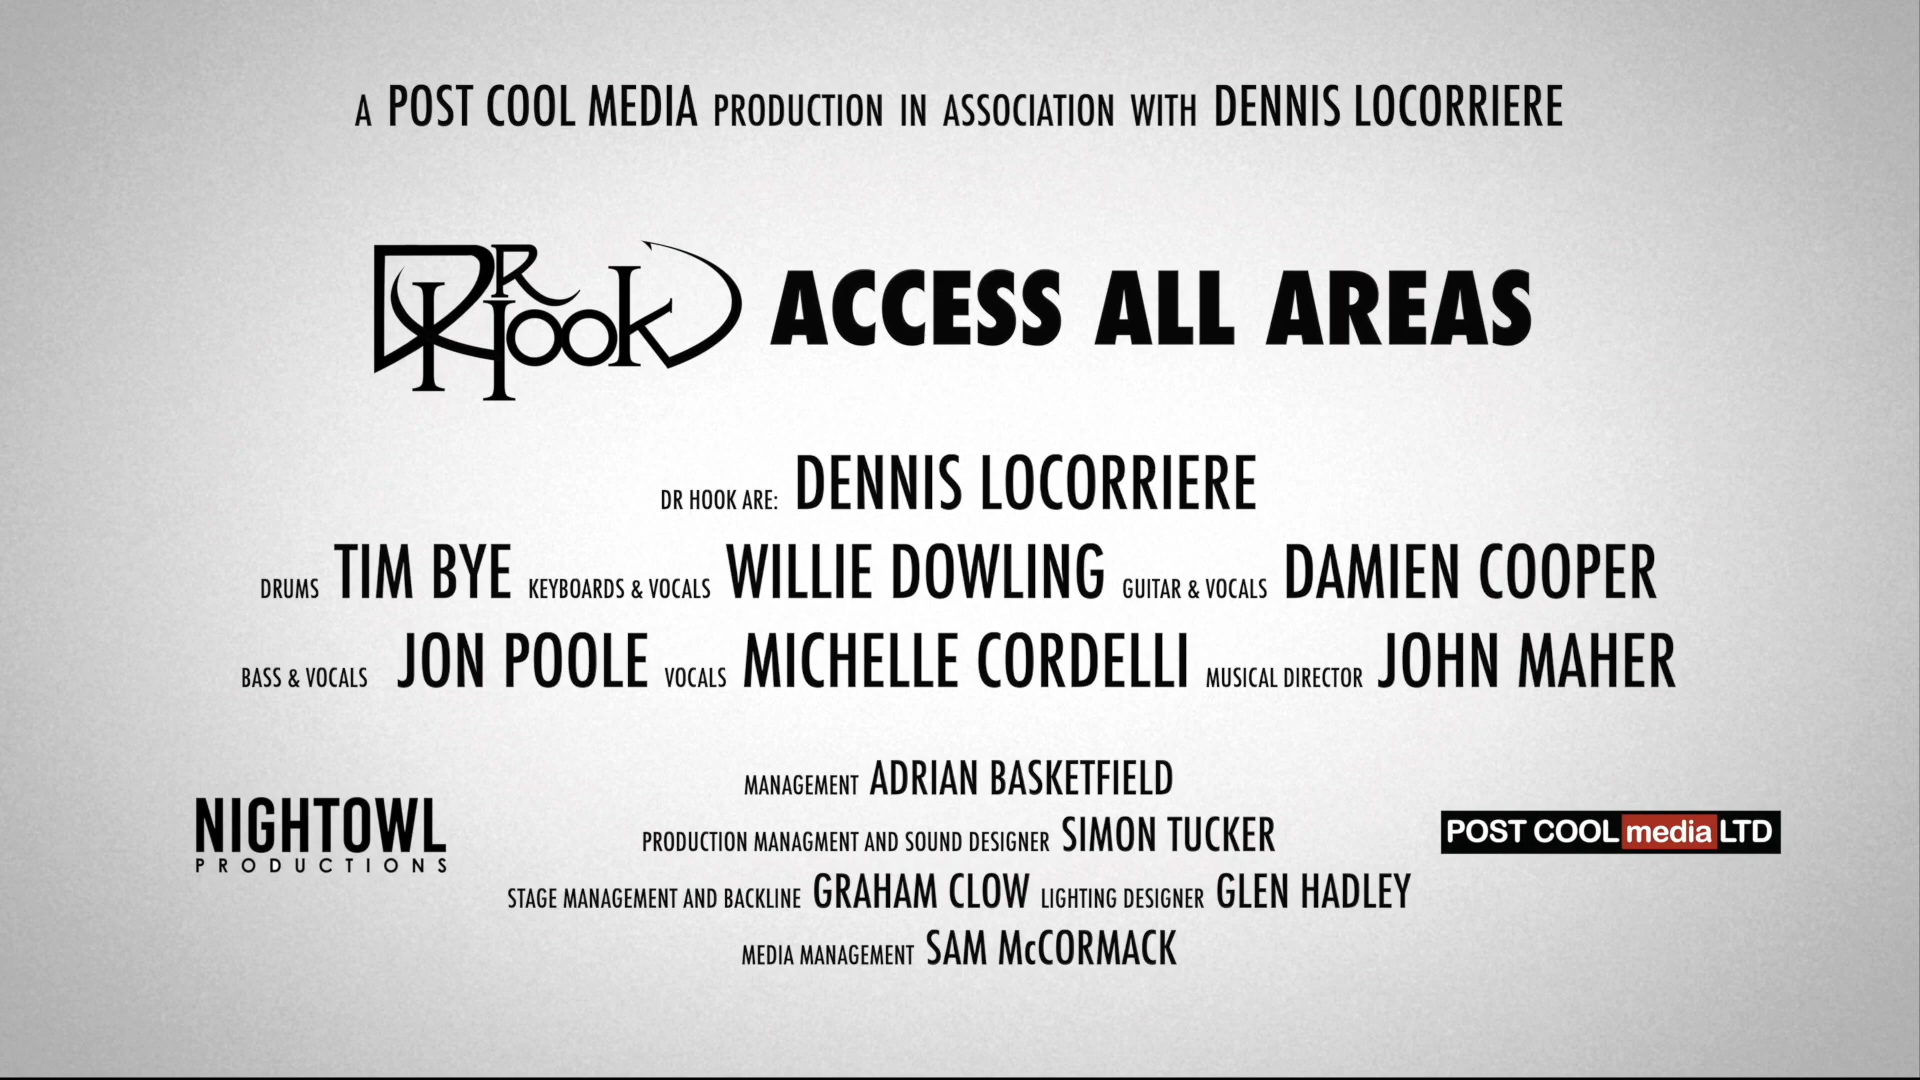 A POST COOL MEDIA PRODUCTION IN ASSOCIATION WITH DENNIS LOCORRIERE
DR HOOK ACCESS ALL AREAS
DR HOOK ARE: DENNIS LOCORRIERE
DRUMS TIM BYE KEYBOARDS & VOCALS WILLIE DOWLING GUITAR & VOCALS DAMIEN COOPER
BASS & VOCALS JON POOLE VOCALS MICHELLE CORDELLI MUSICAL DIRECTOR JOHN MAHER
MANAGEMENT ADRIAN BASKETFIELD
PRODUCTION MANAGMENT AND SOUND DESIGNER SIMON TUCKER
STAGE MANAGEMENT AND BACKLINE GRAHAM CLOW LIGHTING DESIGNER GLEN HADLEY
MEDIA MANAGEMENT SAM McCORMACK
NIGHTOWL
PRODUCTIONS
POST COOL media LTD